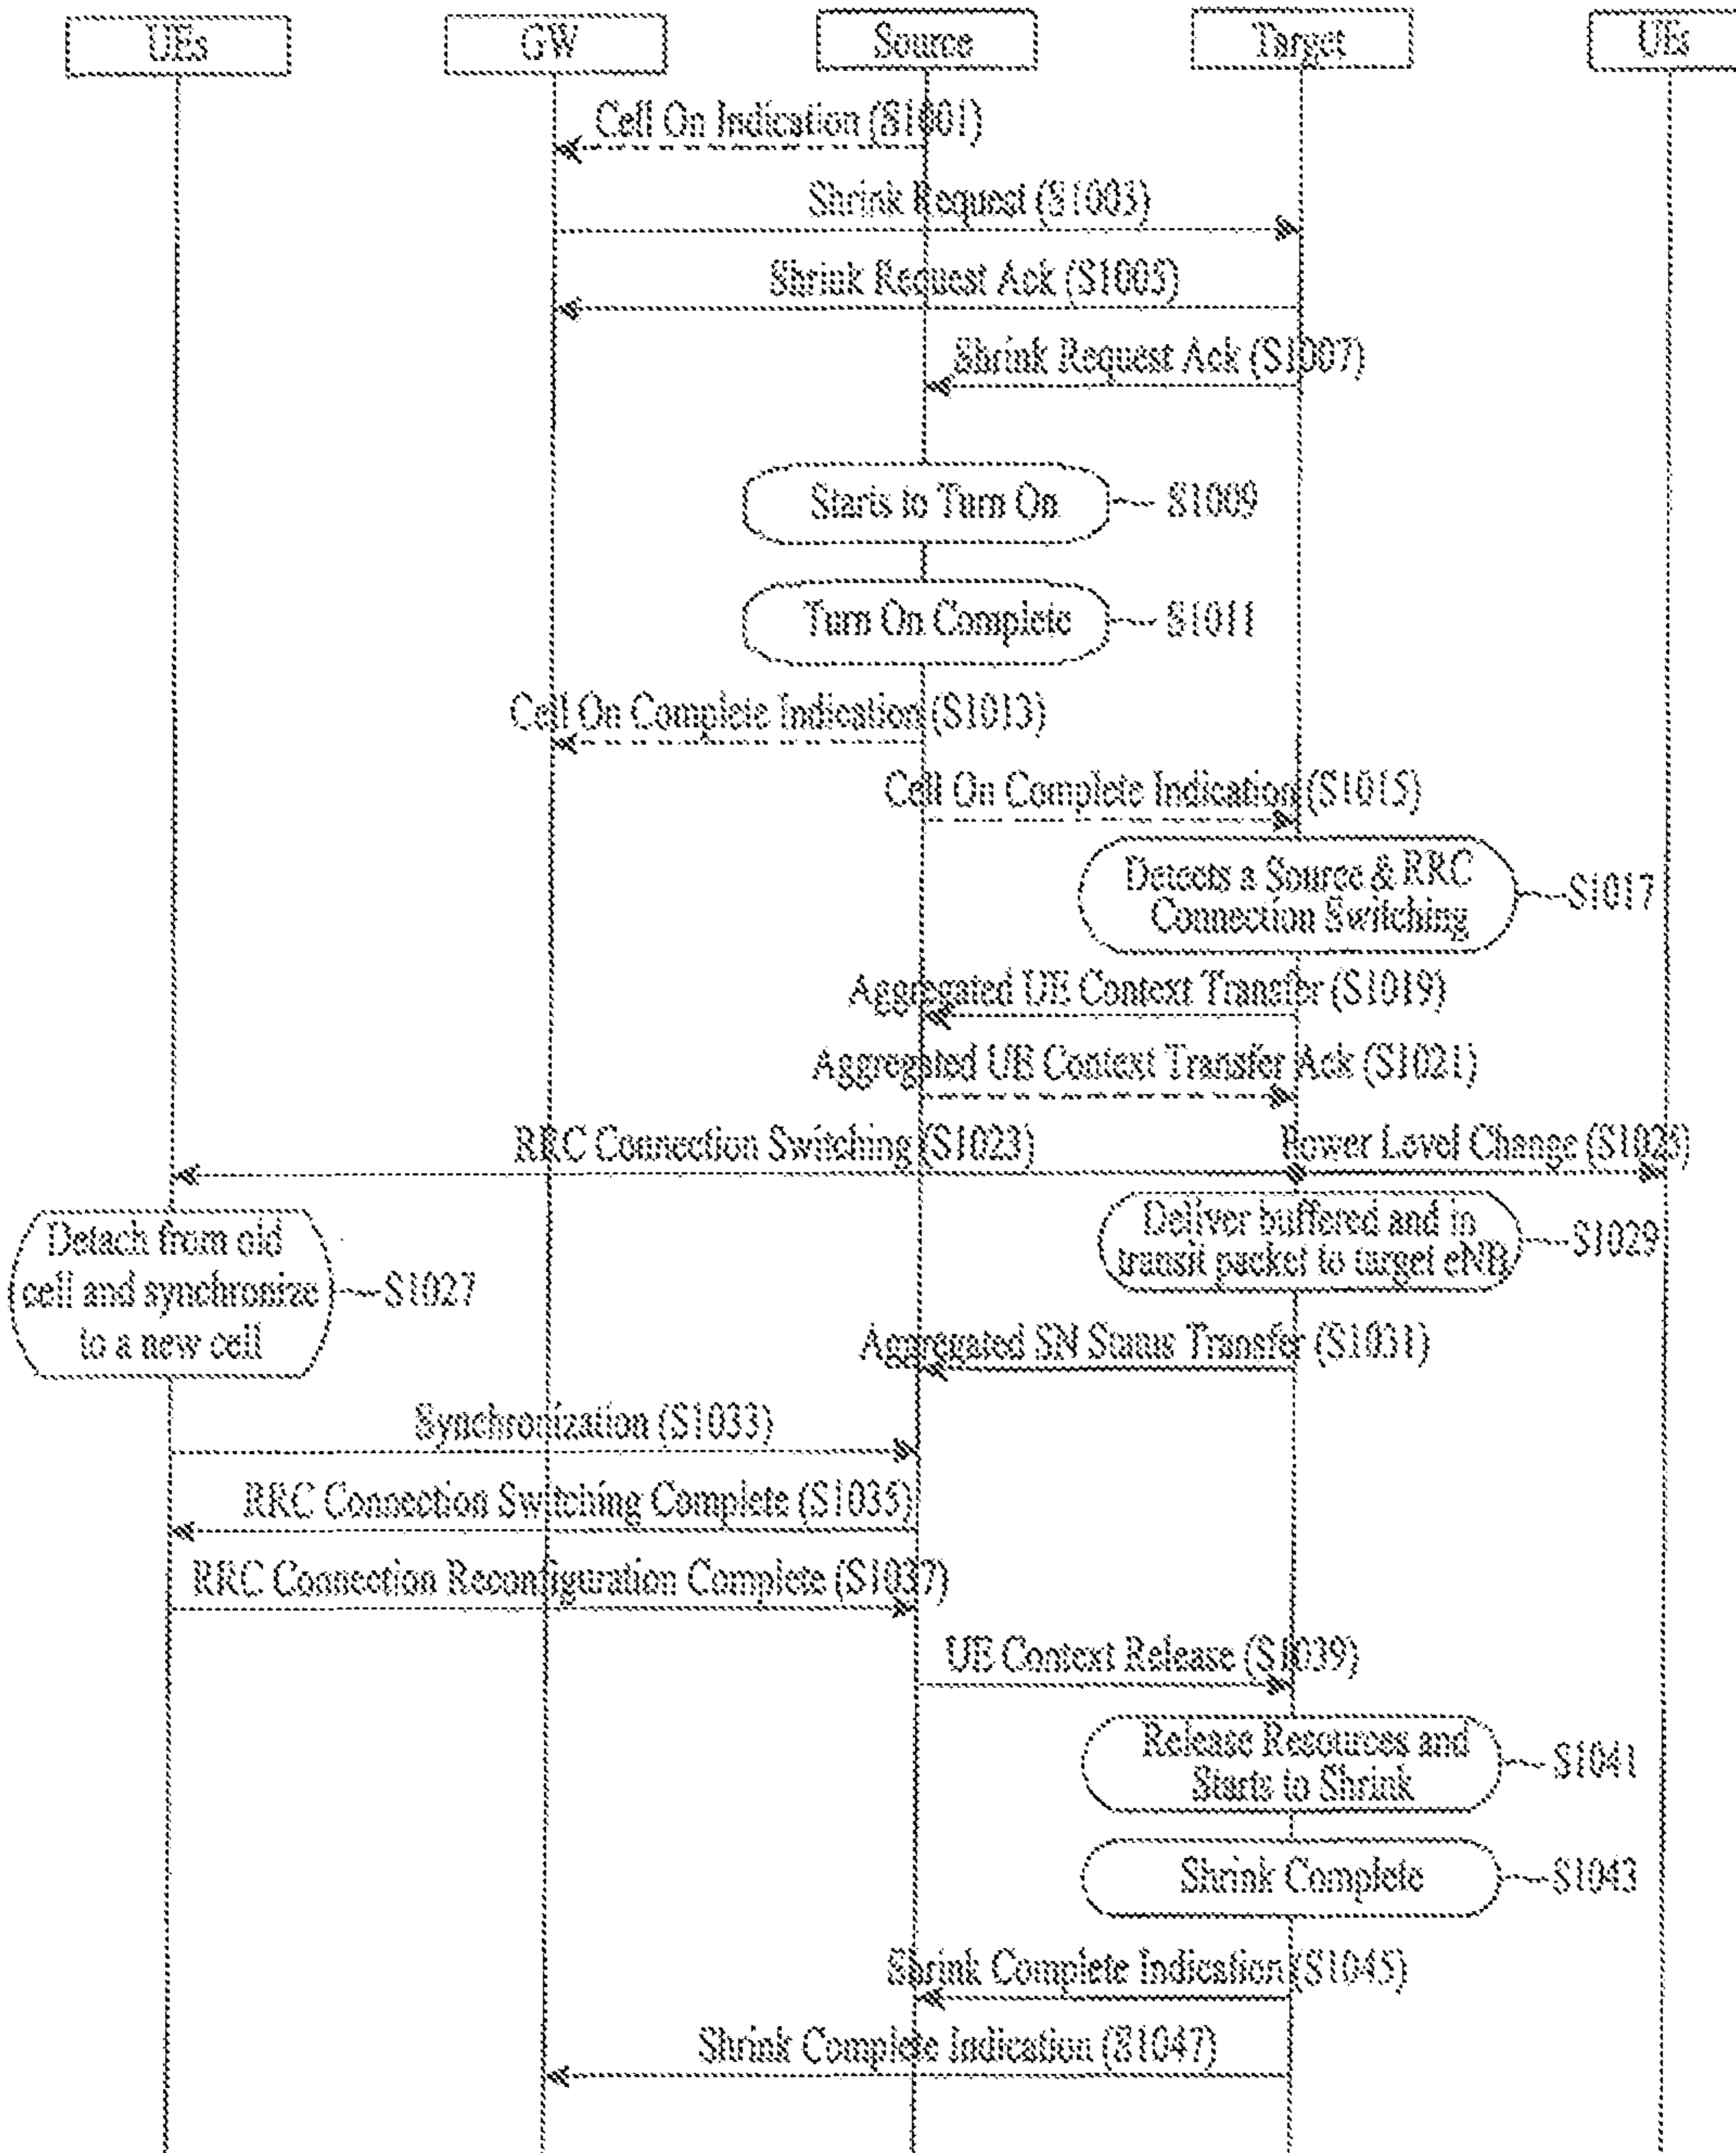 UEs
GW
Source
Target
UEs
Cell On Indication (S1001)
Shrink Request (S1003)
Shrink Request Ack (S1005)
Shrink Request Ack (S1007)
Starts to Turn On
S1009
Turn On Complete
S1011
Cell On Complete Indication (S1013)
Cell On Complete Indication (S1015)
Detects a Source & RRC
Connection Switching
S1017
Aggregated UE Context Transfer (S1019)
Aggregated UE Context Transfer Ack (S1021)
RRC Connection Switching (S1023)
Power Level Change (S1025)
Detach from old
cell and synchronize
to a new cell
S1027
Deliver buffered and in
transit packet to target eNB
S1029
Aggregated SN Status Transfer (S1031)
Synchronization (S1033)
RRC Connection Switching Complete (S1035)
RRC Connection Reconfiguration Complete (S1037)
UE Context Release (S1039)
Release Resources and
Starts to Shrink
S1041
Shrink Complete
S1043
Shrink Complete Indication (S1045)
Shrink Complete Indication (S1047)